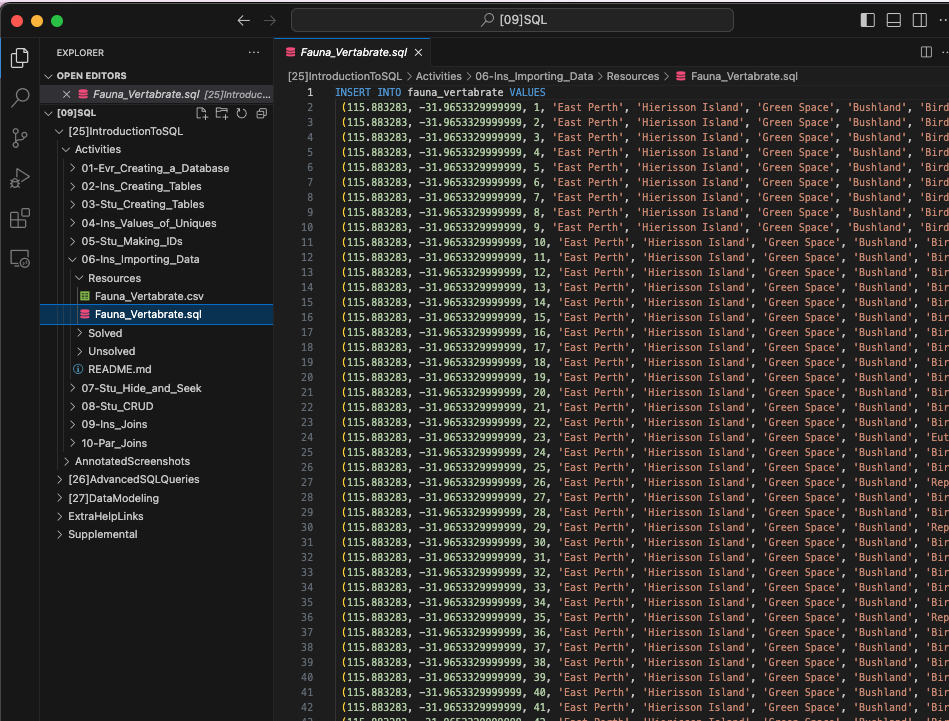 [09]SQL
EXPLORER
OPEN EDITORS
Fauna_Vertabrate.sql [25]Introduc...
[09]SQL
[25]IntroductionToSQL
Activities
01-Evr_Creating_a_Database
02-Ins_Creating_Tables
03-Stu_Creating_Tables
04-Ins_Values_of_Uniques
05-Stu_Making_IDs
06-Ins_Importing_Data
Resources
Fauna_Vertabrate.csv
Fauna_Vertabrate.sql
Solved
Unsolved
README.md
07-Stu_Hide_and_Seek
08-Stu_CRUD
09-Ins_Joins
10-Par_Joins
AnnotatedScreenshots
[26]AdvancedSQLQueries
[27]DataModeling
ExtraHelpLinks
Supplemental
Fauna_Vertabrate.sql
[25]IntroductionToSQL > Activities > 06-Ins_Importing_Data > Resources > Fauna_Vertabrate.sql
1 INSERT INTO fauna_vertabrate VALUES
2 (115.883283, -31.9653329999999, 1, 'East Perth', 'Hierisson Island', 'Green Space', 'Bushland', 'Bird
3 (115.883283, -31.9653329999999, 2, 'East Perth', 'Hierisson Island', 'Green Space', 'Bushland', 'Bird
4 (115.883283, -31.9653329999999, 3, 'East Perth', 'Hierisson Island', 'Green Space', 'Bushland', 'Bird
5 (115.883283, -31.9653329999999, 4, 'East Perth', 'Hierisson Island', 'Green Space', 'Bushland', 'Bird
6 (115.883283, -31.9653329999999, 5, 'East Perth', 'Hierisson Island', 'Green Space', 'Bushland', 'Bird
7 (115.883283, -31.9653329999999, 6, 'East Perth', 'Hierisson Island', 'Green Space', 'Bushland', 'Bird
8 (115.883283, -31.9653329999999, 7, 'East Perth', 'Hierisson Island', 'Green Space', 'Bushland', 'Bird
9 (115.883283, -31.9653329999999, 8, 'East Perth', 'Hierisson Island', 'Green Space', 'Bushland', 'Bird
10 (115.883283, -31.9653329999999, 9, 'East Perth', 'Hierisson Island', 'Green Space', 'Bushland', 'Bird
11 (115.883283, -31.9653329999999, 10, 'East Perth', 'Hierisson Island', 'Green Space', 'Bushland', 'Bir
12 (115.883283, -31.9653329999999, 11, 'East Perth', 'Hierisson Island', 'Green Space', 'Bushland', 'Bir
13 (115.883283, -31.9653329999999, 12, 'East Perth', 'Hierisson Island', 'Green Space', 'Bushland', 'Bir
14 (115.883283, -31.9653329999999, 13, 'East Perth', 'Hierisson Island', 'Green Space', 'Bushland', 'Bir
15 (115.883283, -31.9653329999999, 14, 'East Perth', 'Hierisson Island', 'Green Space', 'Bushland', 'Bir
16 (115.883283, -31.9653329999999, 15, 'East Perth', 'Hierisson Island', 'Green Space', 'Bushland', 'Bir
17 (115.883283, -31.9653329999999, 16, 'East Perth', 'Hierisson Island', 'Green Space', 'Bushland', 'Bir
18 (115.883283, -31.9653329999999, 17, 'East Perth', 'Hierisson Island', 'Green Space', 'Bushland', 'Bir
19 (115.883283, -31.9653329999999, 18, 'East Perth', 'Hierisson Island', 'Green Space', 'Bushland', 'Bir
20 (115.883283, -31.9653329999999, 19, 'East Perth', 'Hierisson Island', 'Green Space', 'Bushland', 'Bir
21 (115.883283, -31.9653329999999, 20, 'East Perth', 'Hierisson Island', 'Green Space', 'Bushland', 'Bir
22 (115.883283, -31.9653329999999, 21, 'East Perth', 'Hierisson Island', 'Green Space', 'Bushland', 'Bir
23 (115.883283, -31.9653329999999, 22, 'East Perth', 'Hierisson Island', 'Green Space', 'Bushland', 'Bir
24 (115.883283, -31.9653329999999, 23, 'East Perth', 'Hierisson Island', 'Green Space', 'Bushland', 'Eut
25 (115.883283, -31.9653329999999, 24, 'East Perth', 'Hierisson Island', 'Green Space', 'Bushland', 'Bir
26 (115.883283, -31.9653329999999, 25, 'East Perth', 'Hierisson Island', 'Green Space', 'Bushland', 'Bir
27 (115.883283, -31.9653329999999, 26, 'East Perth', 'Hierisson Island', 'Green Space', 'Bushland', 'Rep
28 (115.883283, -31.9653329999999, 27, 'East Perth', 'Hierisson Island', 'Green Space', 'Bushland', 'Bir
29 (115.883283, -31.9653329999999, 28, 'East Perth', 'Hierisson Island', 'Green Space', 'Bushland', 'Bir
30 (115.883283, -31.9653329999999, 29, 'East Perth', 'Hierisson Island', 'Green Space', 'Bushland', 'Rep
31 (115.883283, -31.9653329999999, 30, 'East Perth', 'Hierisson Island', 'Green Space', 'Bushland', 'Bir
32 (115.883283, -31.9653329999999, 31, 'East Perth', 'Hierisson Island', 'Green Space', 'Bushland', 'Bir
33 (115.883283, -31.9653329999999, 32, 'East Perth', 'Hierisson Island', 'Green Space', 'Bushland', 'Bir
34 (115.883283, -31.9653329999999, 33, 'East Perth', 'Hierisson Island', 'Green Space', 'Bushland', 'Bir
35 (115.883283, -31.9653329999999, 34, 'East Perth', 'Hierisson Island', 'Green Space', 'Bushland', 'Bir
36 (115.883283, -31.9653329999999, 35, 'East Perth', 'Hierisson Island', 'Green Space', 'Bushland', 'Rep
37 (115.883283, -31.9653329999999, 36, 'East Perth', 'Hierisson Island', 'Green Space', 'Bushland', 'Bir
38 (115.883283, -31.9653329999999, 37, 'East Perth', 'Hierisson Island', 'Green Space', 'Bushland', 'Bir
39 (115.883283, -31.9653329999999, 38, 'East Perth', 'Hierisson Island', 'Green Space', 'Bushland', 'Bir
40 (115.883283, -31.9653329999999, 39, 'East Perth', 'Hierisson Island', 'Green Space', 'Bushland', 'Bir
41 (115.883283, -31.9653329999999, 40, 'East Perth', 'Hierisson Island', 'Green Space', 'Bushland', 'Bir
42 (115.883283, -31.9653329999999, 41, 'East Perth', 'Hierisson Island', 'Green Space', 'Bushland', 'Bir